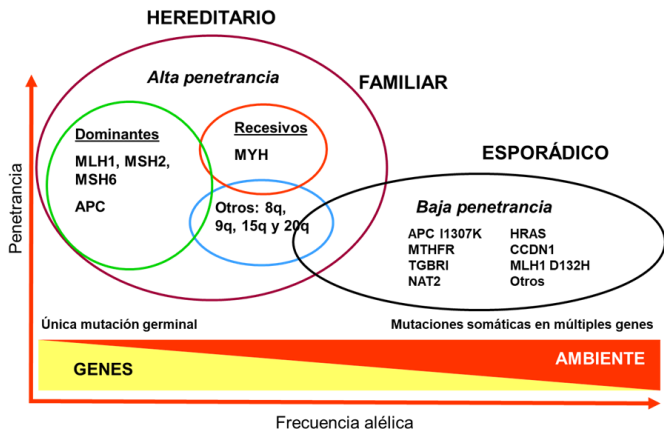 HEREDITARIO
Alta penetrancia
FAMILIAR
Dominantes
MLH1, MSH2,
MSH6
APC
Recesivos
MYH
Otros: 8q,
9q, 15q y 20q
ESPORÁDICO
Baja penetrancia
APC I1307K HRAS
MTHFR CCDN1
TGBRI MLH1 D132H
NAT2 Otros
Penetrancia
Única mutación germinal
Mutaciones somáticas en múltiples genes
GENES
AMBIENTE
Frecuencia alélica